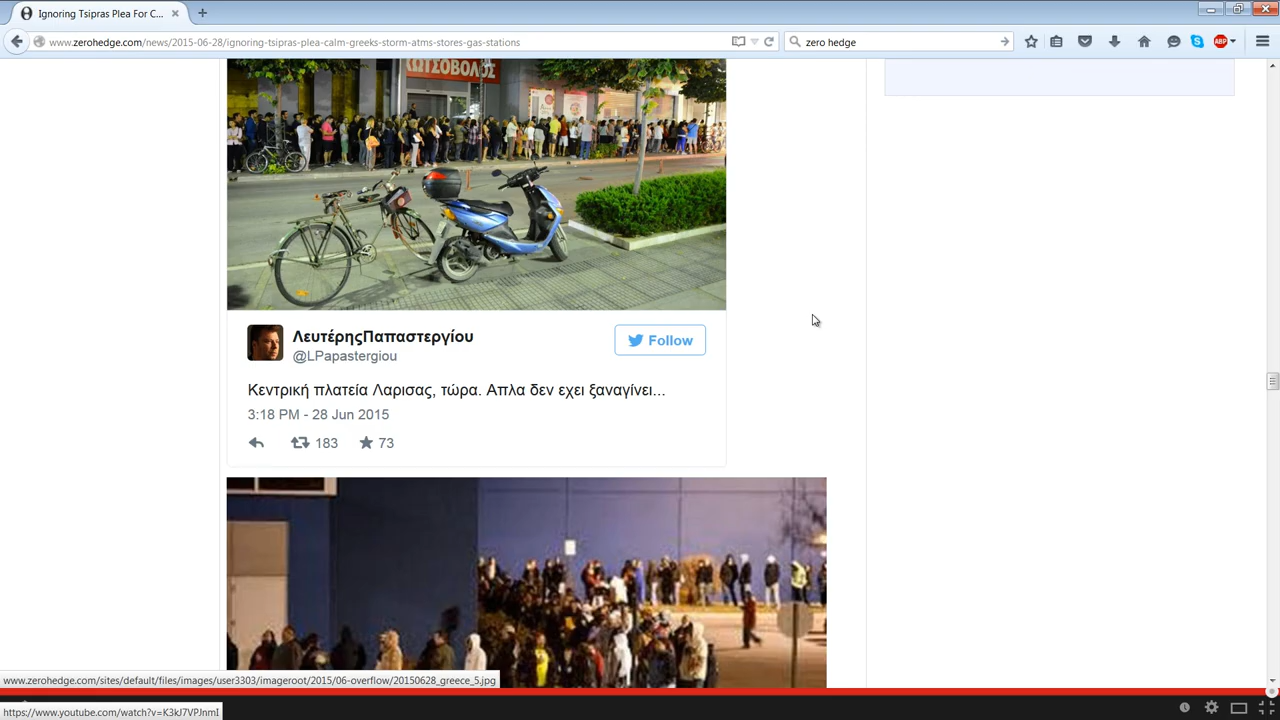 Ignoring Tsipras Plea For C...
www.zerohedge.com/news/2015-06-28/ignoring-tsipras-plea-calm-greeks-storm-atms-stores-gas-stations
zero hedge
ABP
ΚΩΤΣΟΒΟΛΟΣ
ΛευτέρηςΠαπαστεργίου
@LPapastergiou
Follow
Κεντρική πλατεία Λαρισας, τώρα. Απλα δεν εχει ξαναγίνει...
3:18 PM - 28 Jun 2015
183
73
www.zerohedge.com/sites/default/files/images/user3303/imageroot/2015/06-overflow/20150628_greece_5.jpg
https://www.youtube.com/watch?v=K3kJ7VPJnmI